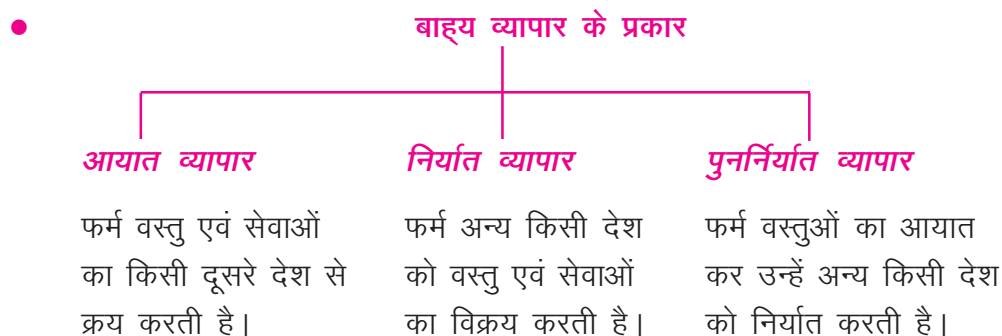 ● बाह्य व्यापार के प्रकार
आयात व्यापार
फर्म वस्तु एवं सेवाओं
का किसी दूसरे देश से
क्रय करती है।
निर्यात व्यापार
फर्म अन्य किसी देश
को वस्तु एवं सेवाओं
का विक्रय करती है।
पुनर्निर्यात व्यापार
फर्म वस्तुओं का आयात
कर उन्हें अन्य किसी देश
को निर्यात करती है।